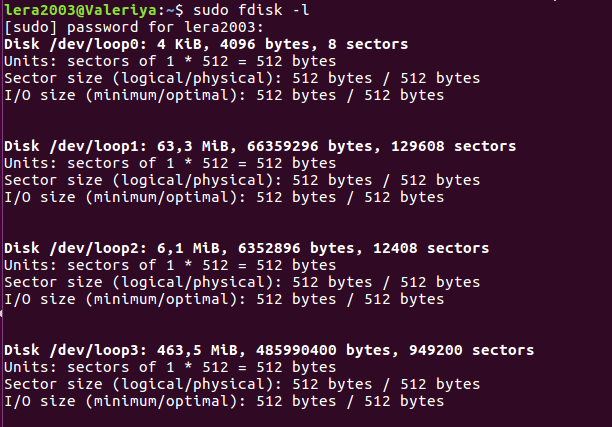 lera2003@Valeriya:~$ sudo fdisk -l
[sudo] password for lera2003:
Disk /dev/loop0: 4 KiB, 4096 bytes, 8 sectors
Units: sectors of 1 * 512 = 512 bytes
Sector size (logical/physical): 512 bytes / 512 bytes
I/O size (minimum/optimal): 512 bytes / 512 bytes
Disk /dev/loop1: 63,3 MiB, 66359296 bytes, 129608 sectors
Units: sectors of 1 * 512 = 512 bytes
Sector size (logical/physical): 512 bytes / 512 bytes
I/O size (minimum/optimal): 512 bytes / 512 bytes
Disk /dev/loop2: 6,1 MiB, 6352896 bytes, 12408 sectors
Units: sectors of 1 * 512 = 512 bytes
Sector size (logical/physical): 512 bytes / 512 bytes
I/O size (minimum/optimal): 512 bytes / 512 bytes
Disk /dev/loop3: 463,5 MiB, 485990400 bytes, 949200 sectors
Units: sectors of 1 * 512 = 512 bytes
Sector size (logical/physical): 512 bytes / 512 bytes
I/O size (minimum/optimal): 512 bytes / 512 bytes